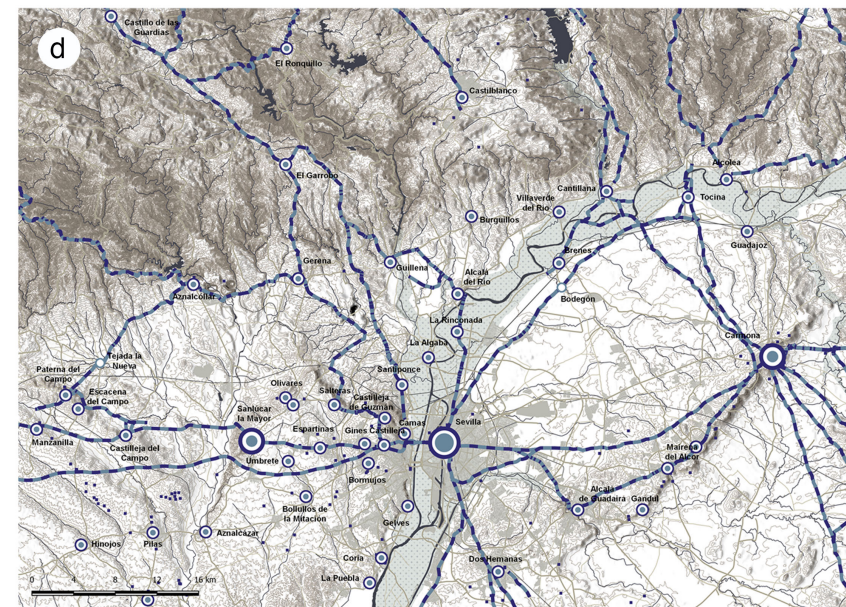 d
Castillo de las
Guardias
El Ronquillo
Castilblanco
El Garrobo
Alcolea
Cantillana
Tocina
Villaverde
del Río
Burguillos
Guadajoz
Brenes
Guillena
Gerena
Alcalá
del Río
Aznalcóllar
Bodegón
La Rinconada
Carmona
La Algaba
Tejada la
Nueva
Paterna del
Campo
Santiponce
Escacena
del Campo
Olivares
Salteras
Castilleja
de Guzmán
Sanlucar
la Mayor
Camas
Sevilla
Espartinas
Gines
Castilleja
Manzanilla
Castilleja del
Campo
Mairena
del Alcor
Umbrete
Bormujos
Alcalá
de Guadaira
Gandul
Bollullos de
la Mitación
Gelves
Aznalcazar
Hinojos
Pilas
Coria
Dos Hemanas
La Puebla
0 4 8 12 16 km